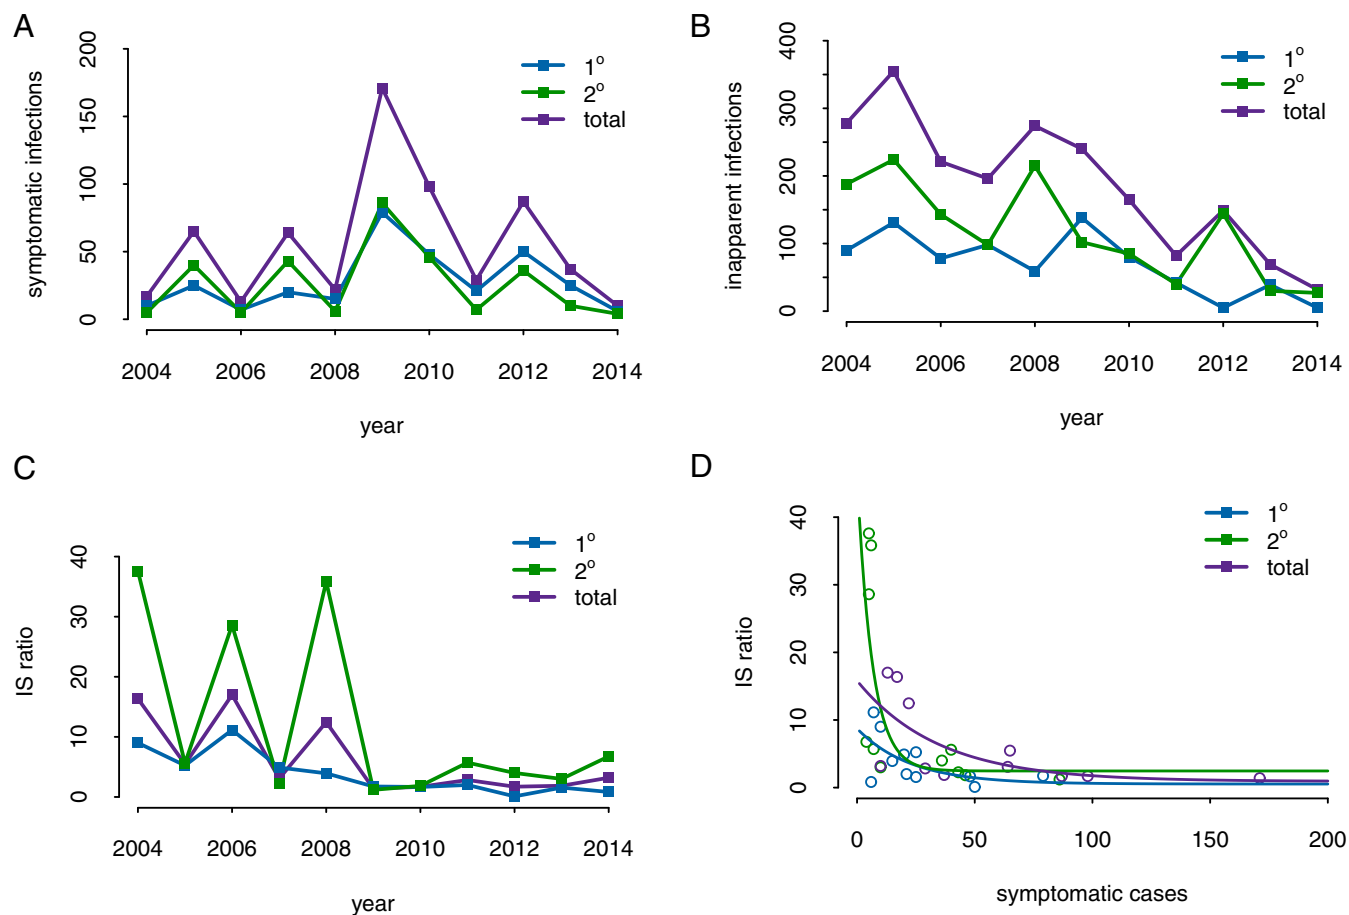 A
symptomatic infections
200
150
100
50
0
1°
2°
total
2004 2006 2008 2010 2012 2014
year
B
inapparent infections
400
300
200
100
0
1°
2°
total
2004 2006 2008 2010 2012 2014
year
C
IS ratio
40
30
20
10
0
1°
2°
total
2004 2006 2008 2010 2012 2014
year
D
IS ratio
40
30
20
10
0
1°
2°
total
0 50 100 150 200
symptomatic cases